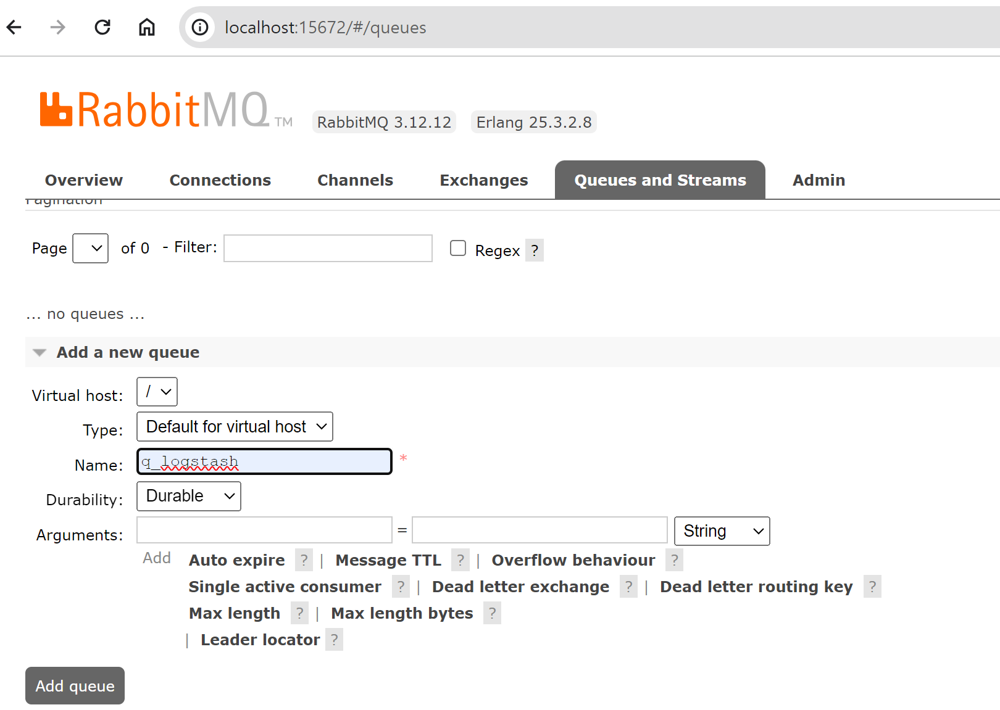 localhost:15672/#/queues
RabbitMQ TM RabbitMQ 3.12.12 Erlang 25.3.2.8
Overview Connections Channels Exchanges Queues and Streams Admin
Pagination
Page of 0 - Filter: Regex ?
... no queues ...
Add a new queue
Virtual host: /
Type: Default for virtual host
Name: q_logstash *
Durability: Durable
Arguments: = String
Add Auto expire ? | Message TTL ? | Overflow behaviour ?
Single active consumer ? | Dead letter exchange ? | Dead letter routing key ?
Max length ? | Max length bytes ?
| Leader locator ?
Add queue